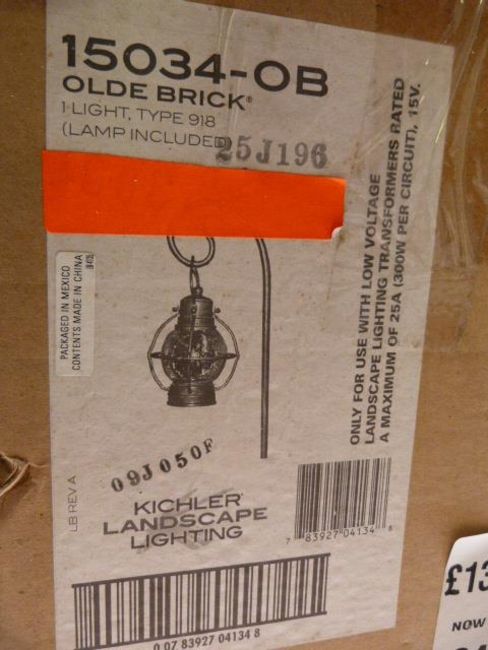 15034-OB
OLDE BRICK®
1-LIGHT, TYPE 918
(LAMP INCLUDED)
25J196
ONLY FOR USE WITH LOW VOLTAGE
LANDSCAPE LIGHTING TRANSFORMERS RATED
A MAXIMUM OF 25A (300W PER CIRCUIT), 15V.
PACKAGED IN MEXICO
CONTENTS MADE IN CHINA
09J050F
LB REV A
KICHLER®
LANDSCAPE
LIGHTING
7 83927 04134 8
0 07 83927 04134 8
£13
NOW